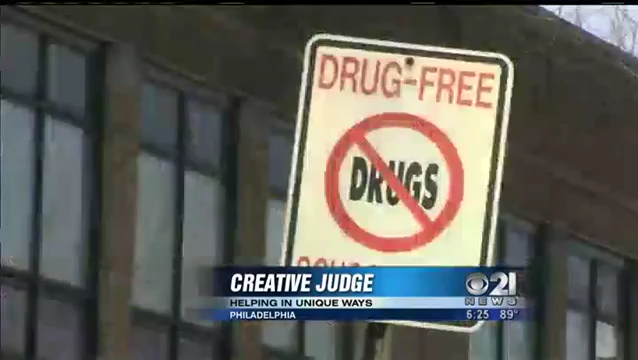 DRUG-FREE
DRUGS
CREATIVE JUDGE
HELPING IN UNIQUE WAYS
PHILADELPHIA
21
NEWS
6:25 89°